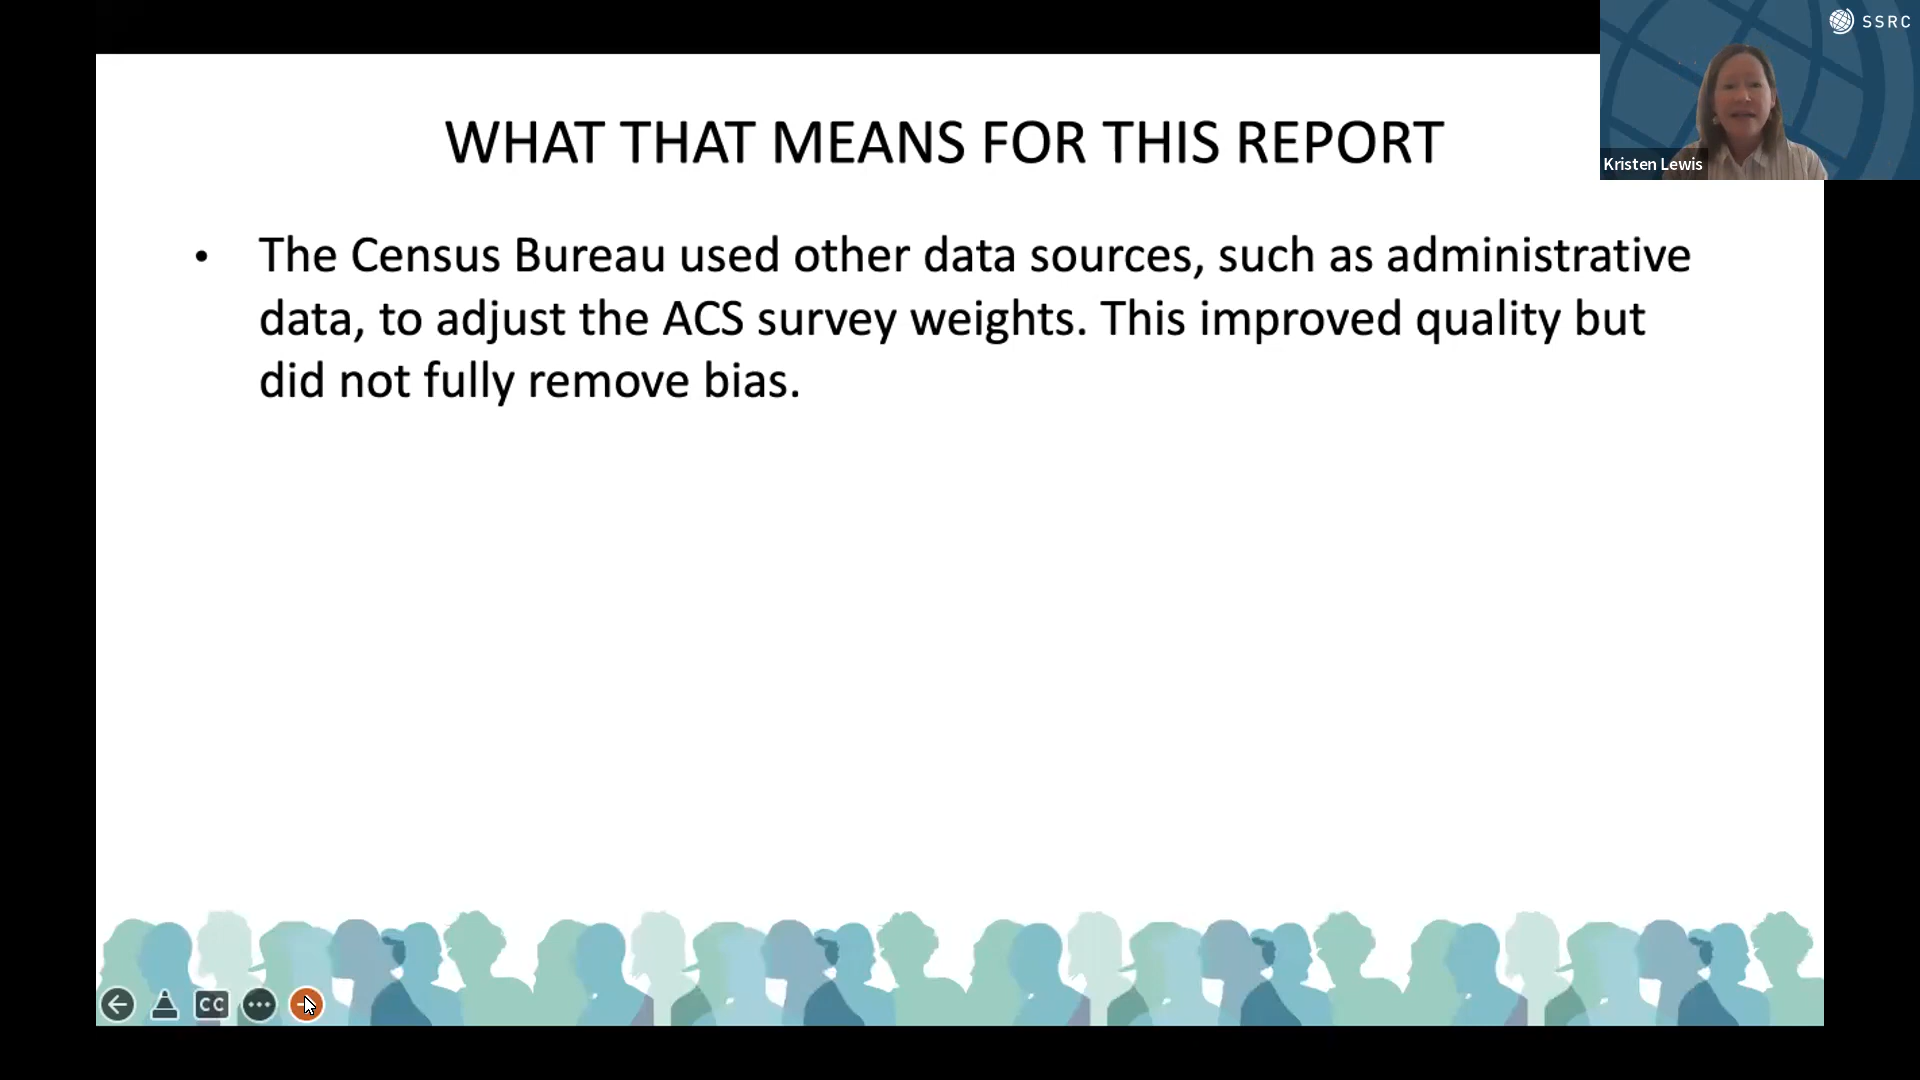 SSRC
WHAT THAT MEANS FOR THIS REPORT
Kristen Lewis
• The Census Bureau used other data sources, such as administrative
data, to adjust the ACS survey weights. This improved quality but
did not fully remove bias.
CC